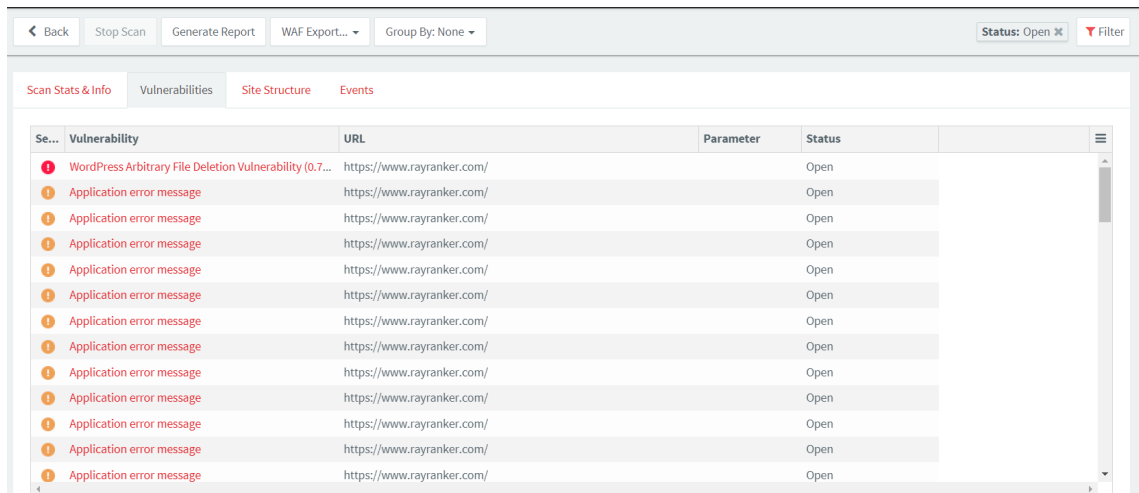 Back Stop Scan Generate Report WAF Export... Group By: None Status: Open Filter
Scan Stats & Info Vulnerabilities Site Structure Events
Se... Vulnerability URL Parameter Status
WordPress Arbitrary File Deletion Vulnerability (0.7... https://www.rayranker.com/ Open
Application error message https://www.rayranker.com/ Open
Application error message https://www.rayranker.com/ Open
Application error message https://www.rayranker.com/ Open
Application error message https://www.rayranker.com/ Open
Application error message https://www.rayranker.com/ Open
Application error message https://www.rayranker.com/ Open
Application error message https://www.rayranker.com/ Open
Application error message https://www.rayranker.com/ Open
Application error message https://www.rayranker.com/ Open
Application error message https://www.rayranker.com/ Open
Application error message https://www.rayranker.com/ Open
Application error message https://www.rayranker.com/ Open